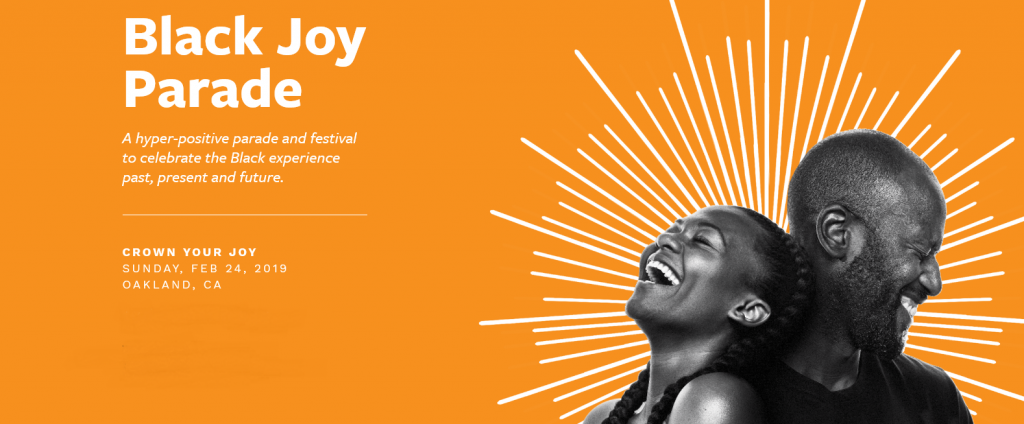 Black Joy
Parade
A hyper-positive parade and festival
to celebrate the Black experience
past, present and future.
CROWN YOUR JOY
SUNDAY, FEB 24, 2019
OAKLAND, CA